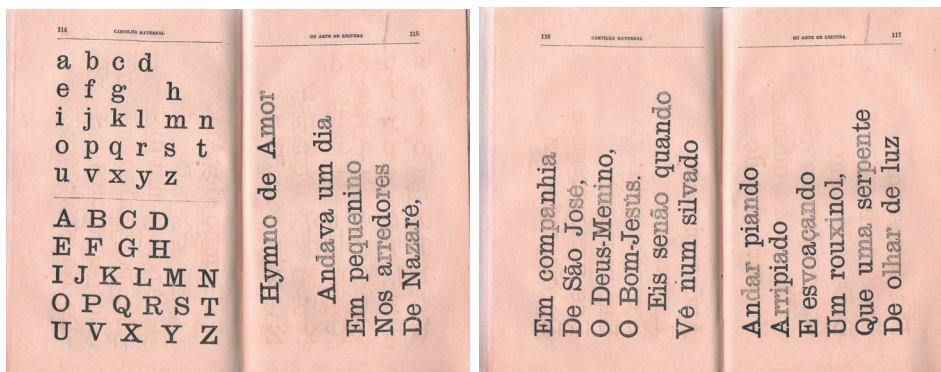 114
CARTILHA MATERNAL
a b c d
e f g h
i j k l m n
o p q r s t
u v x y z
A B C D
E F G H
I J K L M N
O P Q R S T
U V X Y Z
OU ARTE DE LEITURA
115
Hymno de Amor
Andava um dia
Em pequenino
Nos arredores
De Nazaré,
116
CARTILHA MATERNAL
Em companhia
De São José,
O Deus-Menino,
O Bom-Jesus.
Eis senão quando
Vê num silvado
OU ARTE DE LEITURA
117
Andar piando
Arripiado
E esvoaçando
Um rouxinol,
Que uma serpente
De olhar de luz